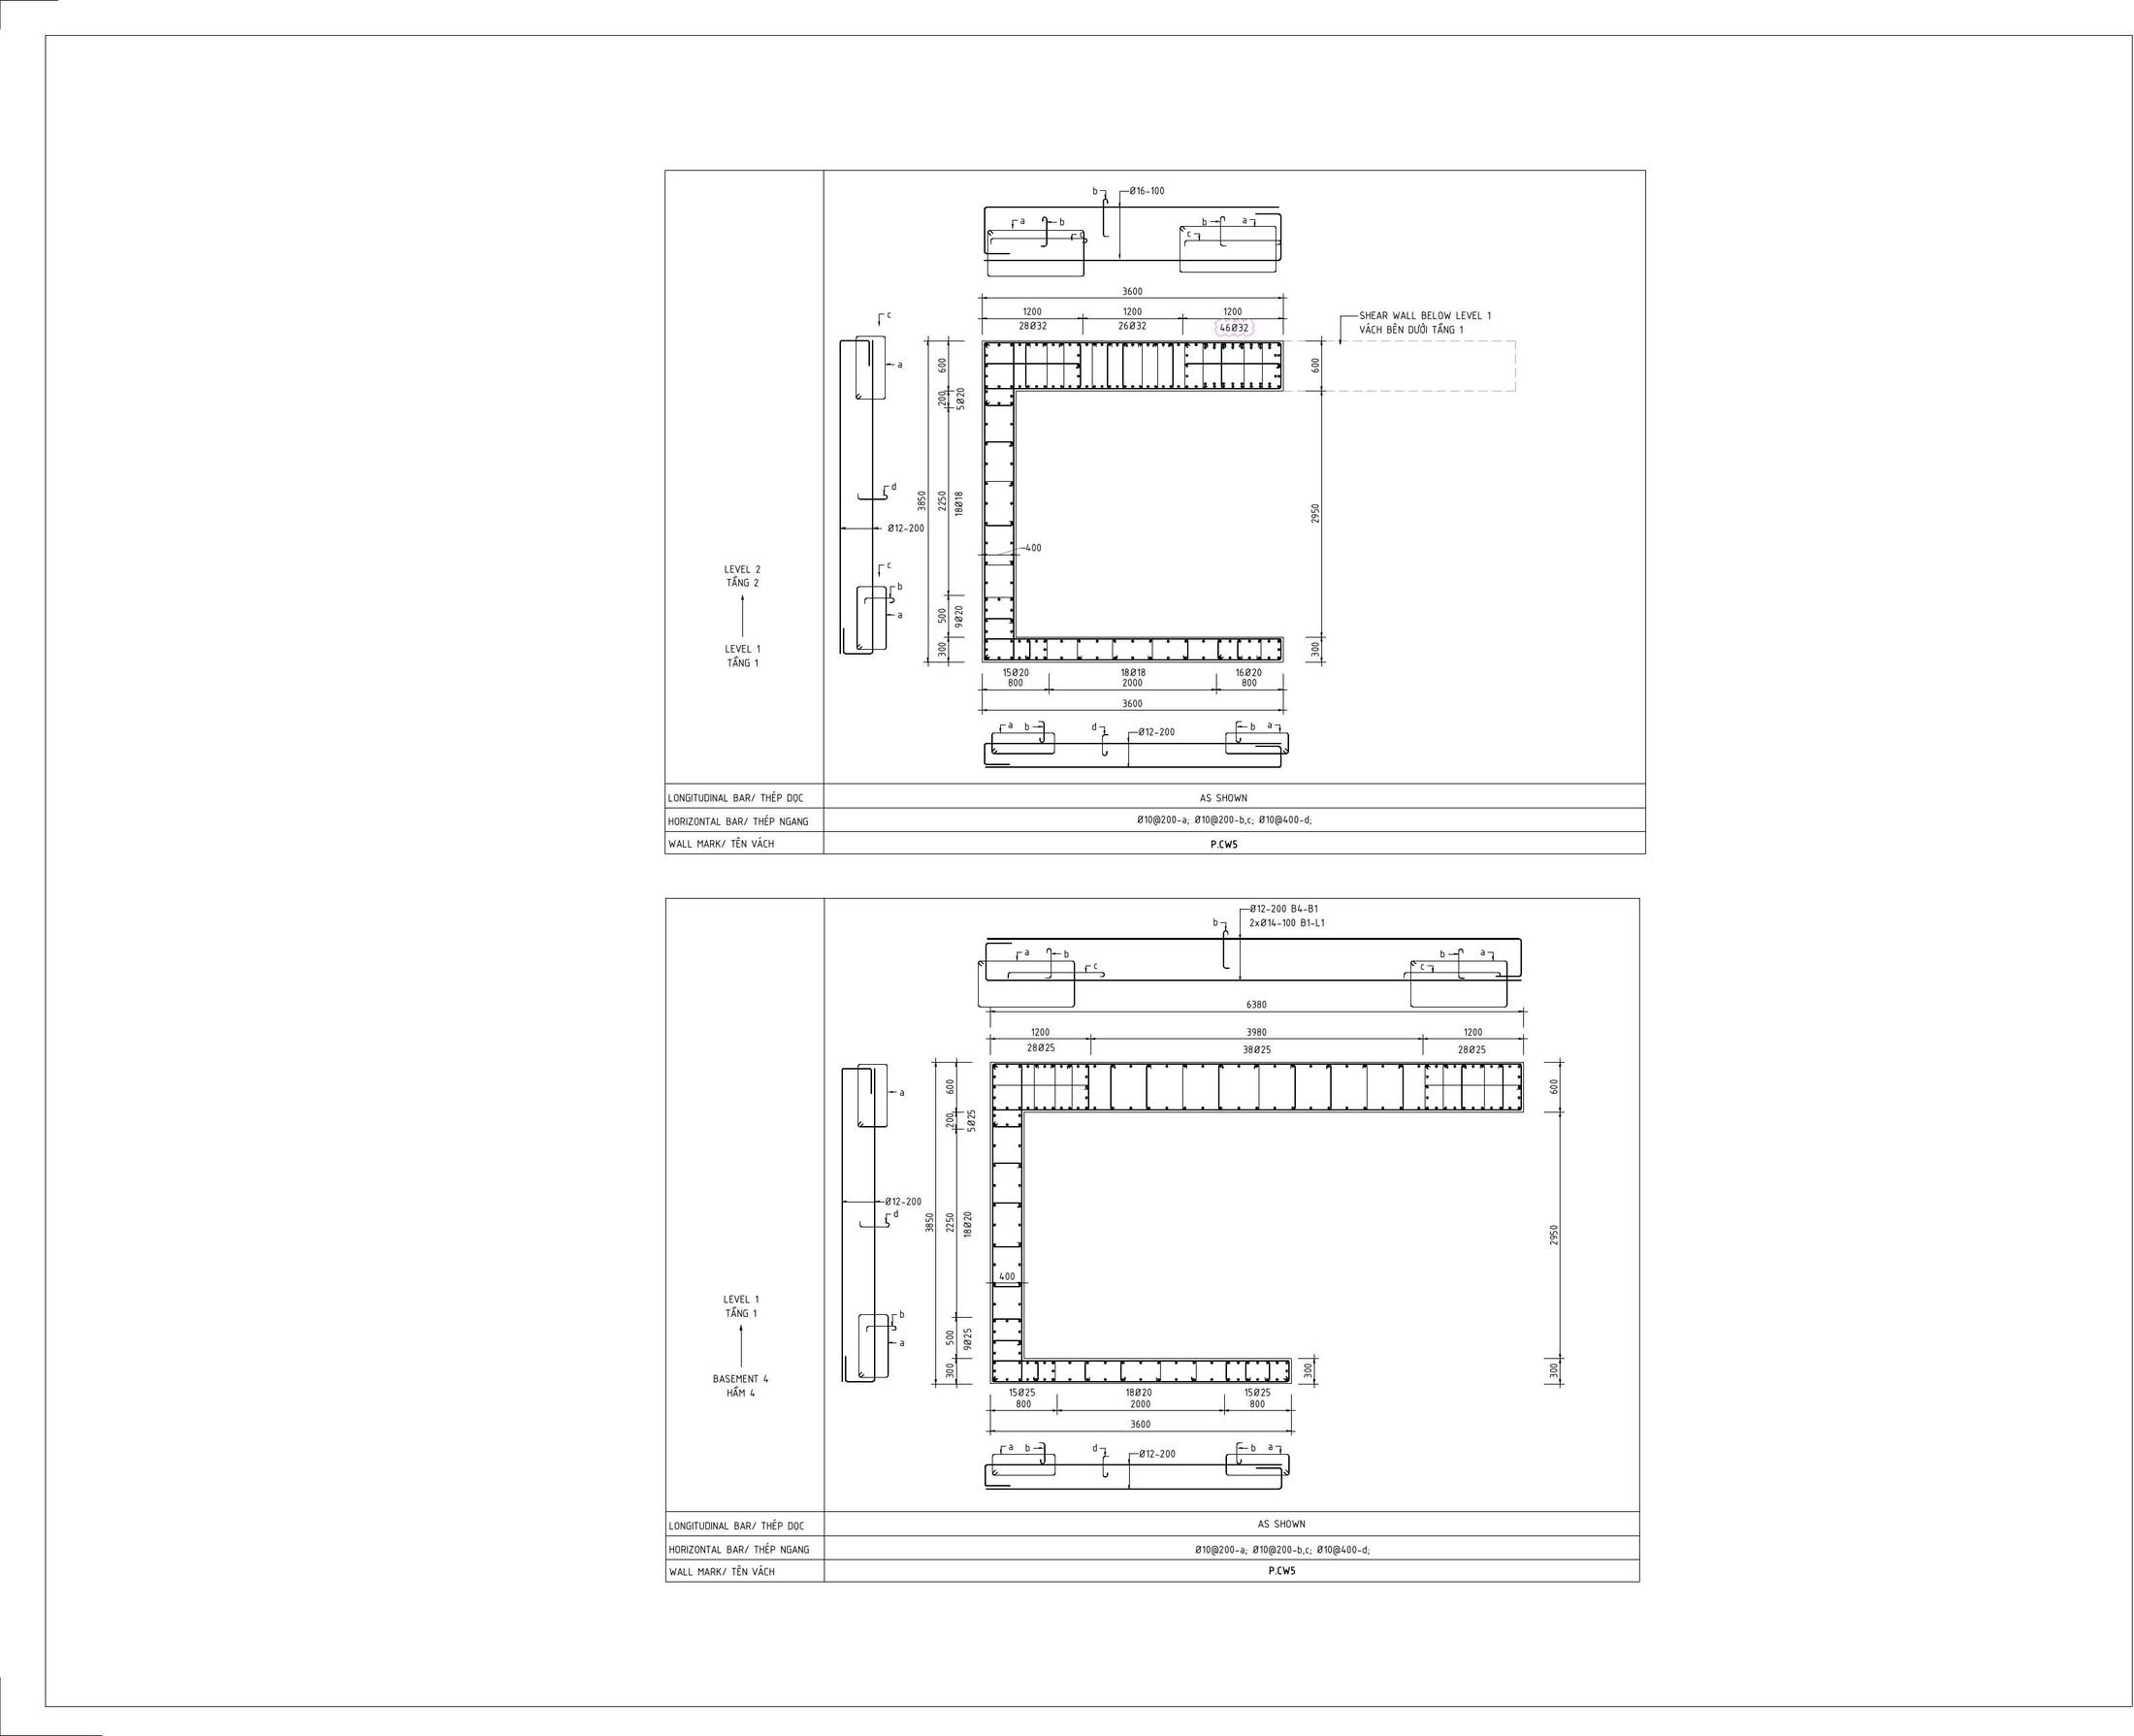 b
Ø16-100
a
b
c
b
a
c
3600
1200
1200
1200
28Ø32
26Ø32
46Ø32
SHEAR WALL BELOW LEVEL 1
VÁCH BÊN DƯỚI TẦNG 1
c
a
600
200
5Ø20
600
d
3850
2250
18Ø18
2950
Ø12-200
400
c
b
a
500
9Ø20
300
300
LEVEL 2
TẦNG 2
LEVEL 1
TẦNG 1
15Ø20
18Ø18
16Ø20
800
2000
800
3600
a
b
d
Ø12-200
b
a
LONGITUDINAL BAR/ THÉP DỌC
AS SHOWN
HORIZONTAL BAR/ THÉP NGANG
Ø10@200-a; Ø10@200-b,c; Ø10@400-d;
WALL MARK/ TÊN VÁCH
P.CW5
Ø12-200 B4-B1
b
2xØ14-100 B1-L1
a
b
c
b
a
c
6380
1200
3980
1200
28Ø25
38Ø25
28Ø25
a
600
200
5Ø25
600
Ø12-200
d
3850
2250
18Ø20
2950
400
b
a
500
9Ø25
300
300
300
LEVEL 1
TẦNG 1
BASEMENT 4
HẦM 4
15Ø25
18Ø20
15Ø25
800
2000
800
3600
a
b
d
Ø12-200
b
a
LONGITUDINAL BAR/ THÉP DỌC
AS SHOWN
HORIZONTAL BAR/ THÉP NGANG
Ø10@200-a; Ø10@200-b,c; Ø10@400-d;
WALL MARK/ TÊN VÁCH
P.CW5